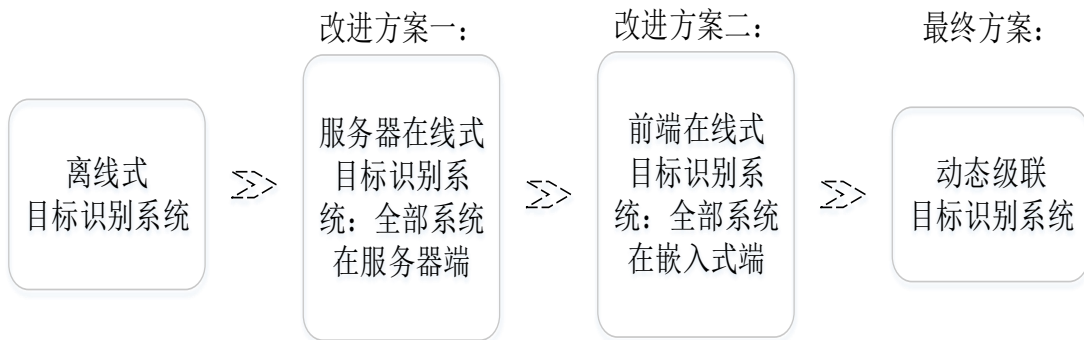 改进方案一:
改进方案二:
最终方案:
离线式
目标识别系统
服务器在线式
目标识别系
统:全部系统
在服务器端
前端在线式
目标识别系
统:全部系统
在嵌入式端
动态级联
目标识别系统